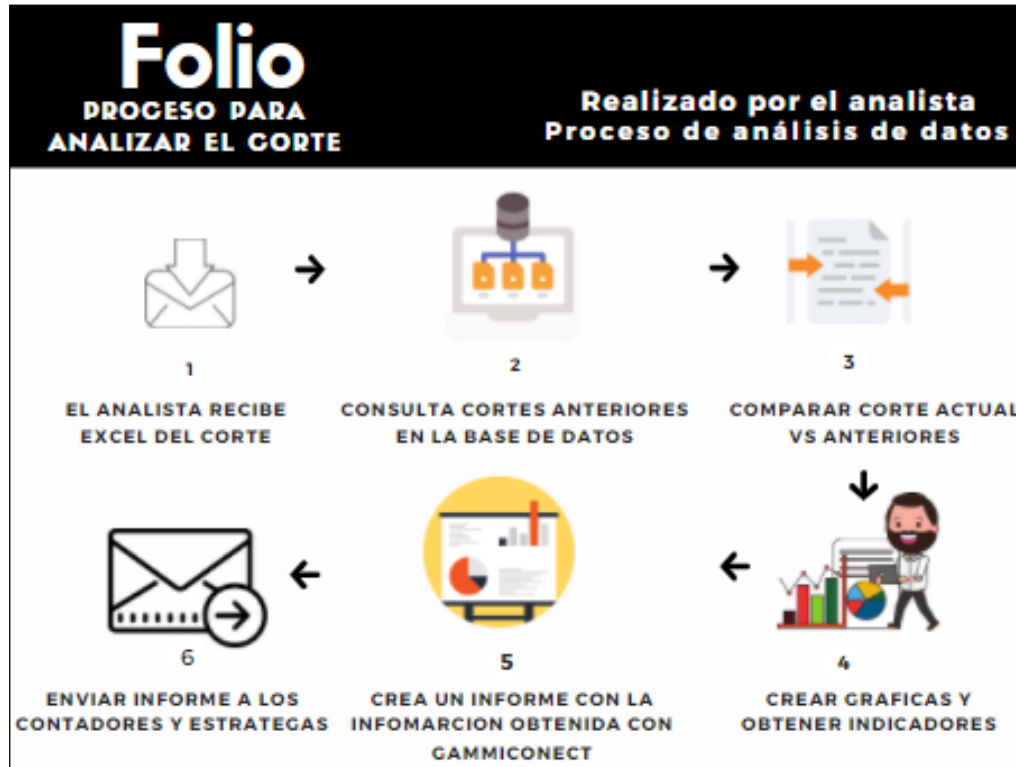 Folio
PROCESO PARA
ANALIZAR EL CORTE
Realizado por el analista
Proceso de análisis de datos
1
EL ANALISTA RECIBE
EXCEL DEL CORTE
2
CONSULTA CORTES ANTERIORES
EN LA BASE DE DATOS
3
COMPARAR CORTE ACTUAL
VS ANTERIORES
4
CREAR GRAFICAS Y
OBTENER INDICADORES
5
CREA UN INFORME CON LA
INFOMARCION OBTENIDA CON
GAMMICONECT
6
ENVIAR INFORME A LOS
CONTADORES Y ESTRATEGAS